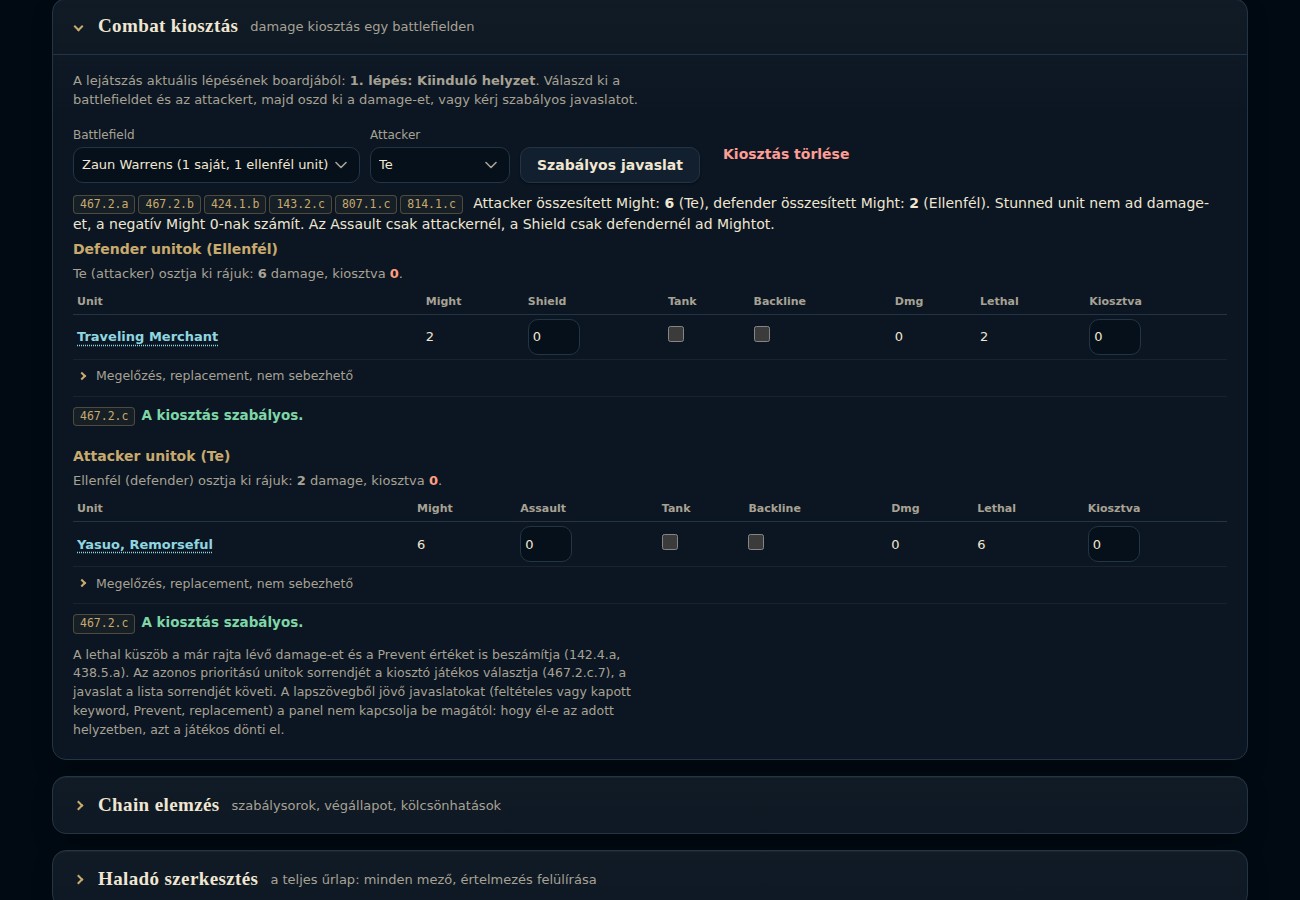 Combat kiosztás damage kiosztás egy battlefielden
A lejátszás aktuális lépésének boardjából: 1. lépés: Kiinduló helyzet. Válaszd ki a
battlefieldet és az attackert, majd oszd ki a damage-et, vagy kérj szabályos javaslatot.
Battlefield Attacker
Zaun Warrens (1 saját, 1 ellenfél unit) Te Szabályos javaslat Kiosztás törlése
467.2.a 467.2.b 424.1.b 143.2.c 807.1.c 814.1.c Attacker összesített Might: 6 (Te), defender összesített Might: 2 (Ellenfél). Stunned unit nem ad damage-
et, a negatív Might 0-nak számít. Az Assault csak attackernél, a Shield csak defendernél ad Mightot.
Defender unitok (Ellenfél)
Te (attacker) osztja ki rájuk: 6 damage, kiosztva 0.
Unit Might Shield Tank Backline Dmg Lethal Kiosztva
Traveling Merchant 2 0 0 2 0
Megelőzés, replacement, nem sebezhető
467.2.c A kiosztás szabályos.
Attacker unitok (Te)
Ellenfél (defender) osztja ki rájuk: 2 damage, kiosztva 0.
Unit Might Assault Tank Backline Dmg Lethal Kiosztva
Yasuo, Remorseful 6 0 0 6 0
Megelőzés, replacement, nem sebezhető
467.2.c A kiosztás szabályos.
A lethal küszöb a már rajta lévő damage-et és a Prevent értéket is beszámítja (142.4.a,
438.5.a). Az azonos prioritású unitok sorrendjét a kiosztó játékos választja (467.2.c.7), a
javaslat a lista sorrendjét követi. A lapszövegből jövő javaslatokat (feltételes vagy kapott
keyword, Prevent, replacement) a panel nem kapcsolja be magától: hogy él-e az adott
helyzetben, azt a játékos dönti el.
Chain elemzés szabálysorok, végállapot, kölcsönhatások
Haladó szerkesztés a teljes űrlap: minden mező, értelmezés felülírása